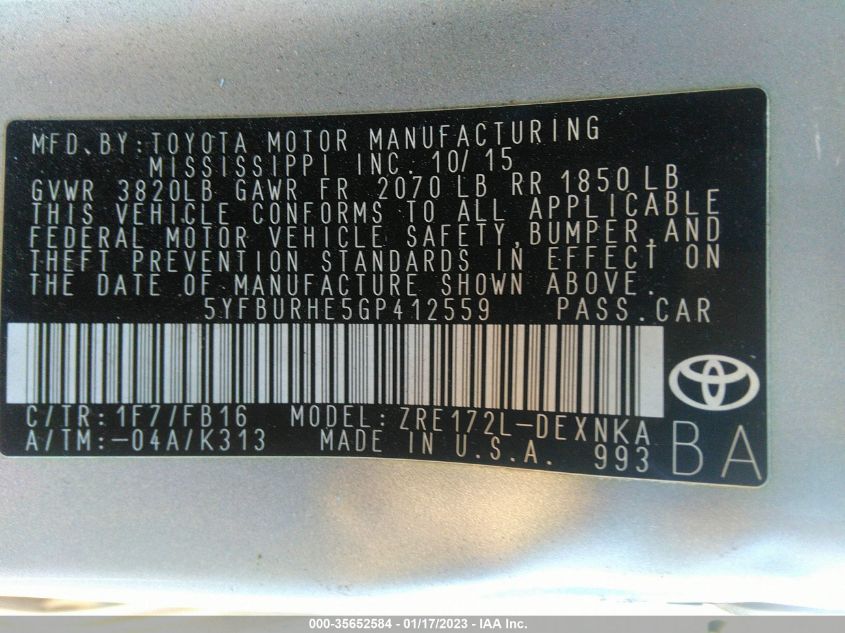 MFD.BY:TOYOTA MOTOR MANUFACTURING
MISSISSIPPI INC. 10/15
GVWR 3820LB GAWR FR 2070 LB RR 1850 LB
THIS VEHICLE CONFORMS TO ALL APPLICABLE
FEDERAL MOTOR VEHICLE SAFETY,BUMPER,AND
THEFT PREVENTION STANDARDS IN EFFECT ON
THE DATE OF MANUFACTURE SHOWN ABOVE.
5YFBURHE5GP412559 PASS.CAR
C/TR:1F7/FB16 MODEL:ZRE172L-DEXNKA
A/TM:-04A/K313 MADE IN U.S.A. 993
BA
000-35652584 - 01/17/2023 - IAA Inc.